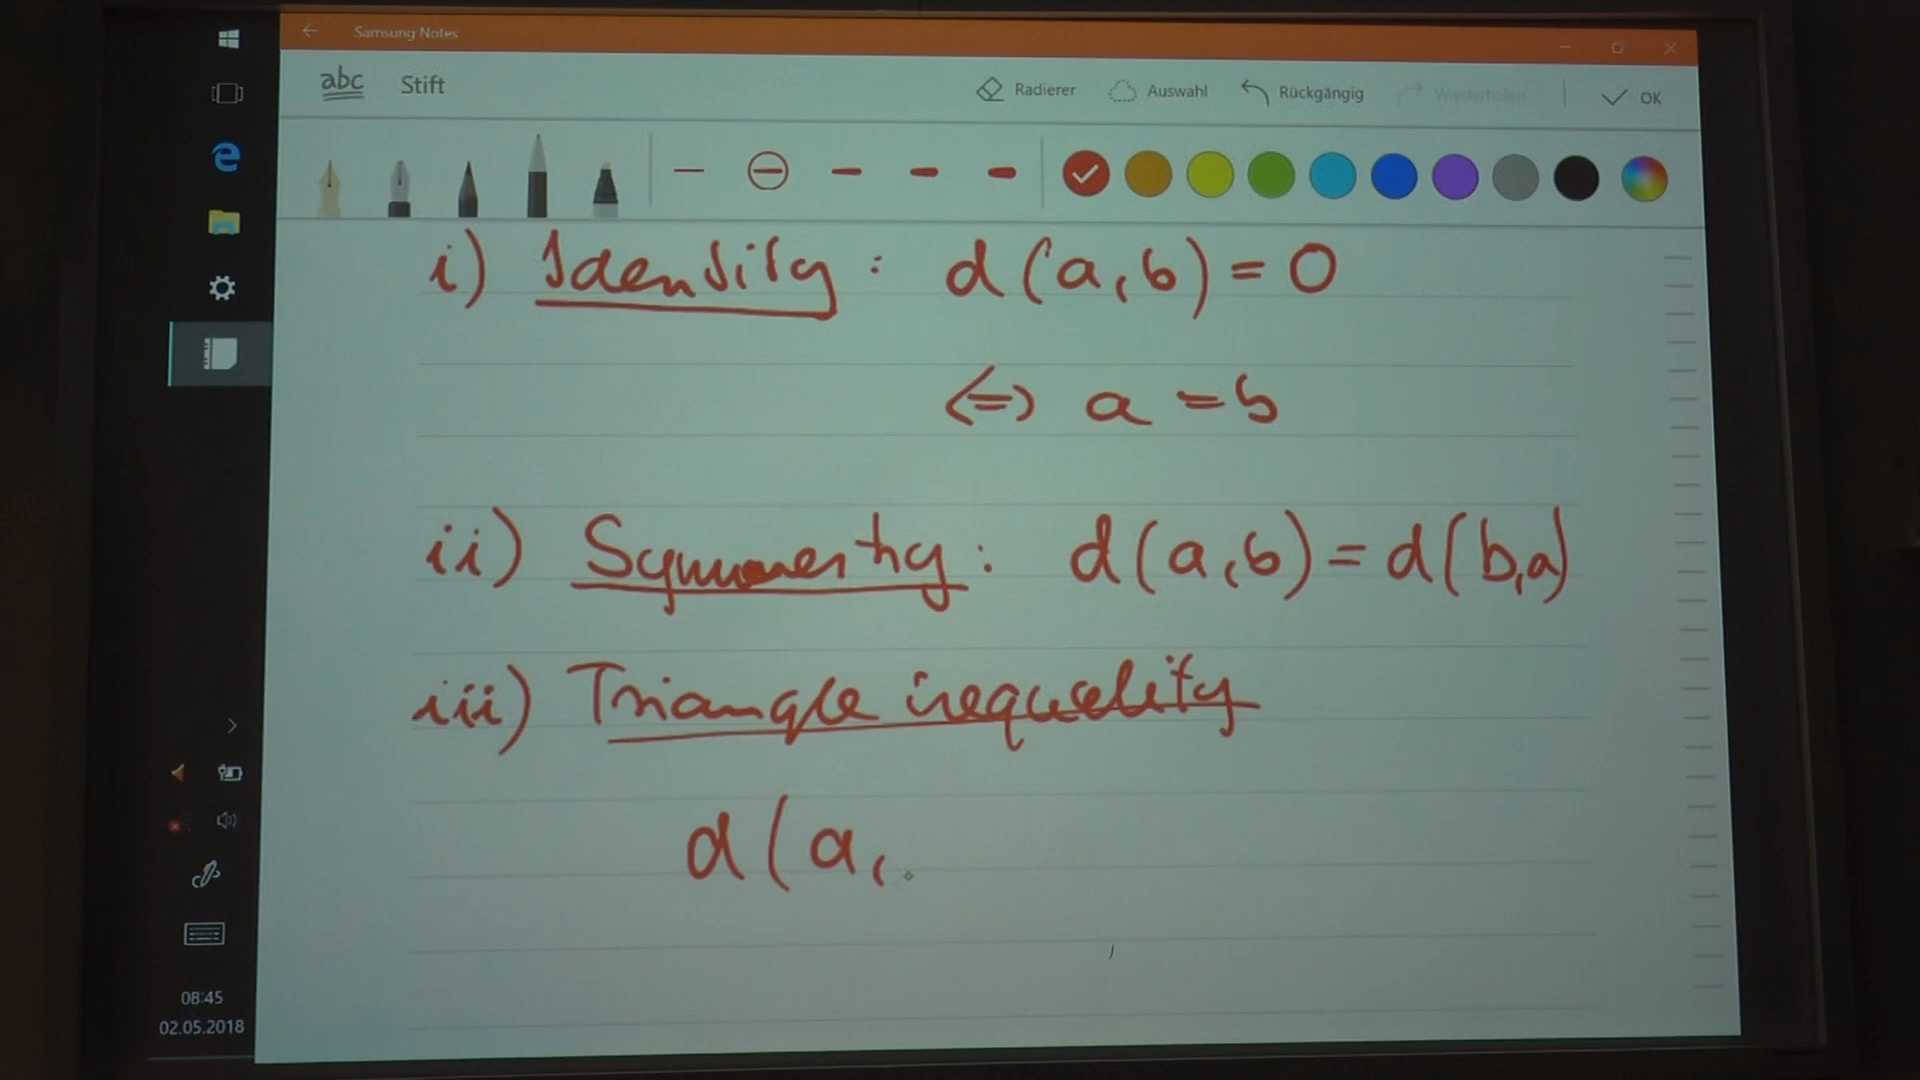 Samsung Notes
abc Stift Radierer Auswahl Rückgängig Wiederholen OK
i) Identity: d(a,b)=0
⇔ a=b
ii) Symmetry: d(a,b)=d(b,a)
iii) Triangle inequality
d(a,
08:45
02.05.2018